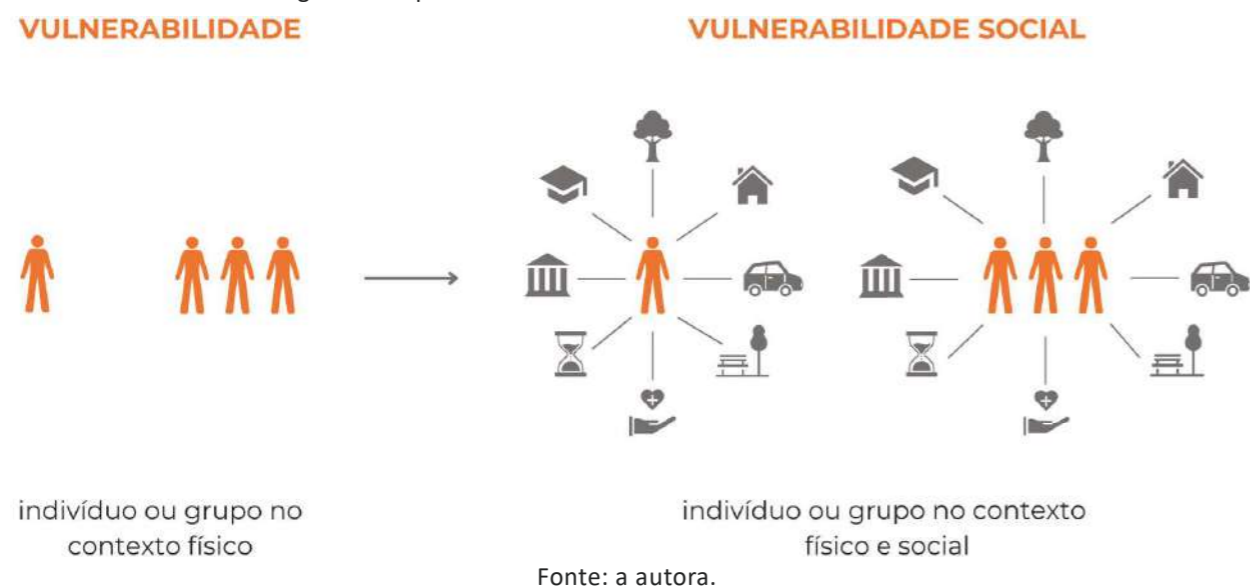 VULNERABILIDADE
VULNERABILIDADE SOCIAL
indivíduo ou grupo no
contexto físico
indivíduo ou grupo no contexto
físico e social
Fonte: a autora.